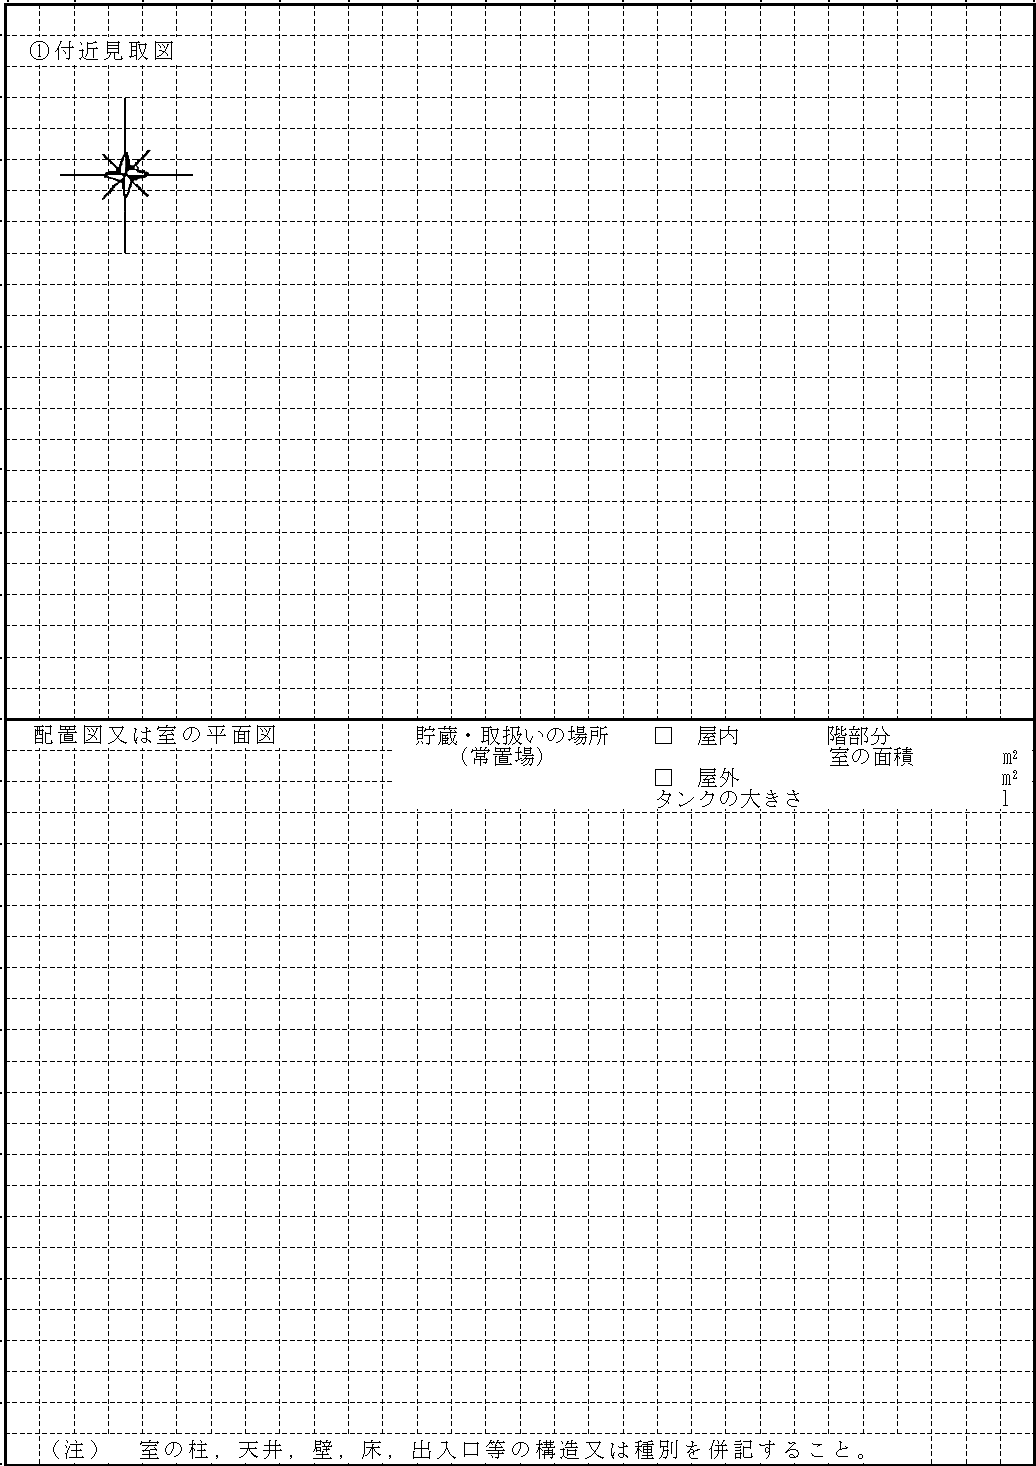 ①付近見取図
配置図又は室の平面図
貯蔵・取扱いの場所 □ 屋内 階部分
（常置場） 室の面積 ㎡
□ 屋外 ㎡
タンクの大きさ l
（注） 室の柱，天井，壁，床，出入口等の構造又は種別を併記すること。